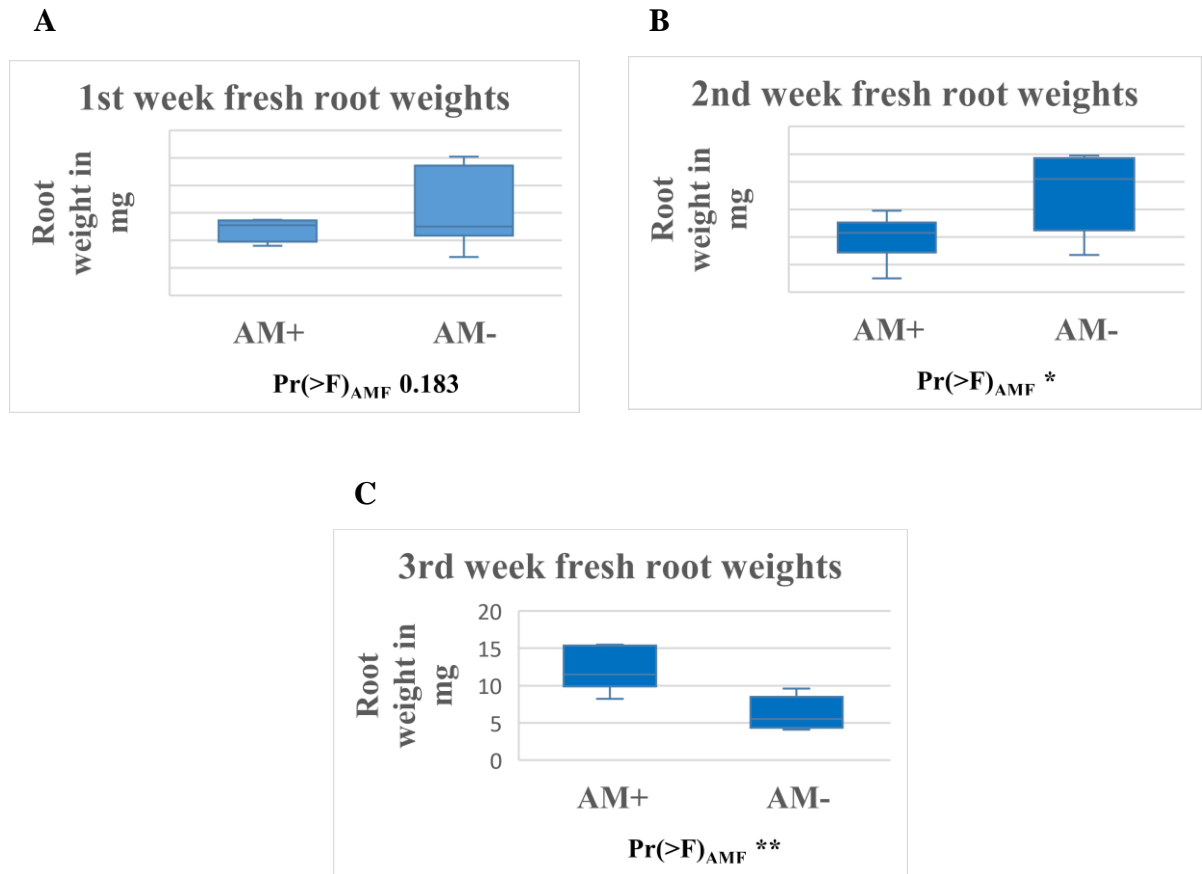 A
1st week fresh root weights
Root
weight in
mg
AM+ AM-
Pr(>F)AMF 0.183
B
2nd week fresh root weights
Root
weight in
mg
AM+ AM-
Pr(>F)AMF *
C
3rd week fresh root weights
Root
weight in
mg
20
15
10
5
0
AM+ AM-
Pr(>F)AMF **